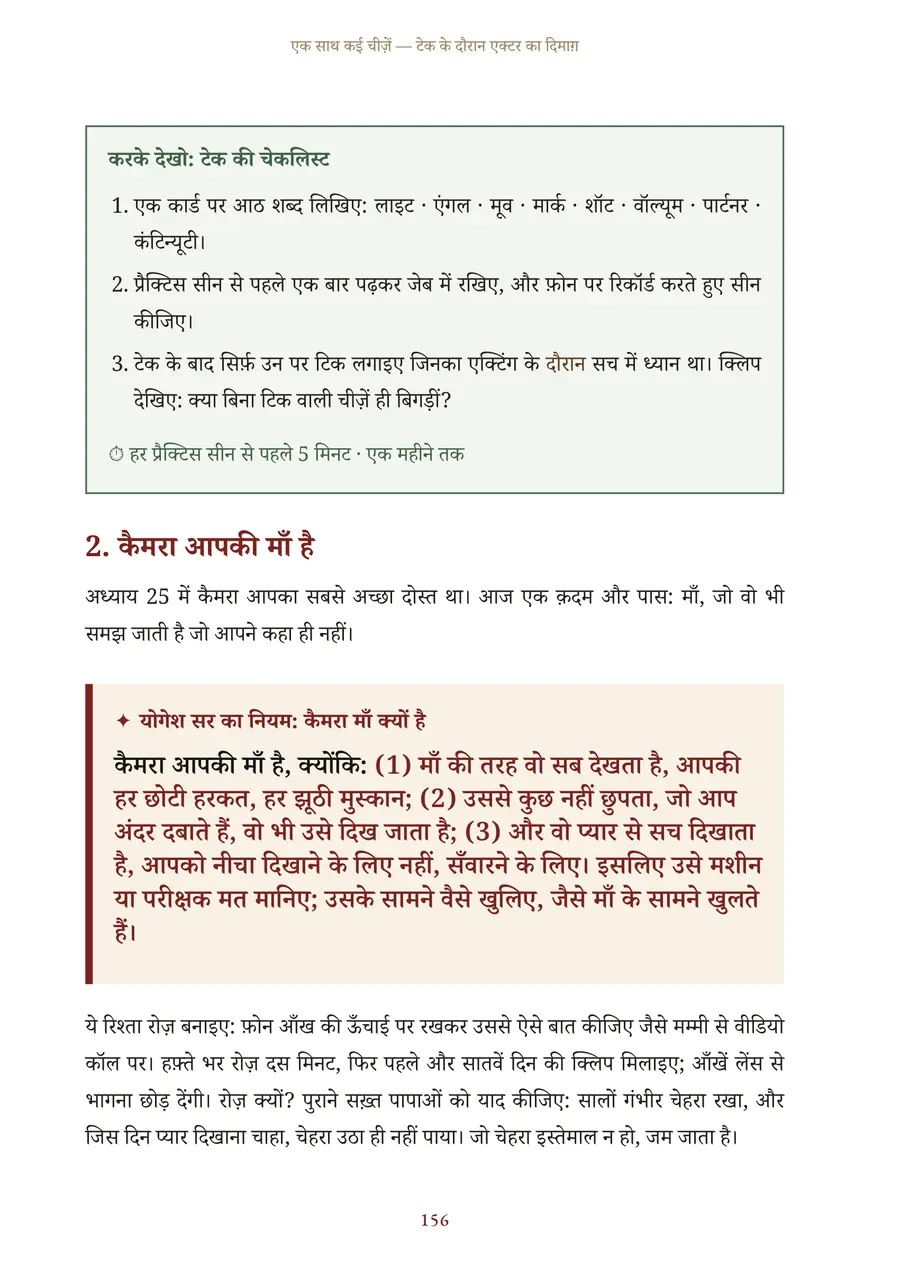 एक साथ कई चीज़ें — टेक के दौरान एक्टर का दिमाग़
करके देखो: टेक की चेकलिस्ट
1. एक कार्ड पर आठ शब्द लिखिए: लाइट · एंगल · मूव · मार्क · शॉट · वॉल्यूम · पार्टनर ·
कंटिन्यूटी।
2. प्रैक्टिस सीन से पहले एक बार पढ़कर जेब में रखिए, और फ़ोन पर रिकॉर्ड करते हुए सीन
कीजिए।
3. टेक के बाद सिर्फ़ उन पर टिक लगाइए जिनका एक्टिंग के दौरान सच में ध्यान था। क्लिप
देखिए: क्या बिना टिक वाली चीज़ें ही बिगड़ीं?
⏱ हर प्रैक्टिस सीन से पहले 5 मिनट · एक महीने तक
2. कैमरा आपकी माँ है
अध्याय 25 में कैमरा आपका सबसे अच्छा दोस्त था। आज एक क़दम और पास: माँ, जो वो भी
समझ जाती है जो आपने कहा ही नहीं।
✦ योगेश सर का नियम: कैमरा माँ क्यों है
कैमरा आपकी माँ है, क्योंकि: (1) माँ की तरह वो सब देखता है, आपकी
हर छोटी हरकत, हर झूठी मुस्कान; (2) उससे कुछ नहीं छुपता, जो आप
अंदर दबाते हैं, वो भी उसे दिख जाता है; (3) और वो प्यार से सच दिखाता
है, आपको नीचा दिखाने के लिए नहीं, सँवारने के लिए। इसलिए उसे मशीन
या परीक्षक मत मानिए; उसके सामने वैसे खुलिए, जैसे माँ के सामने खुलते
हैं।
ये रिश्ता रोज़ बनाइए: फ़ोन आँख की ऊँचाई पर रखकर उससे ऐसे बात कीजिए जैसे मम्मी से वीडियो
कॉल पर। हफ़्ते भर रोज़ दस मिनट, फिर पहले और सातवें दिन की क्लिप मिलाइए; आँखें लेंस से
भागना छोड़ देंगी। रोज़ क्यों? पुराने सख़्त पापाओं को याद कीजिए: सालों गंभीर चेहरा रखा, और
जिस दिन प्यार दिखाना चाहा, चेहरा उठा ही नहीं पाया। जो चेहरा इस्तेमाल न हो, जम जाता है।
156